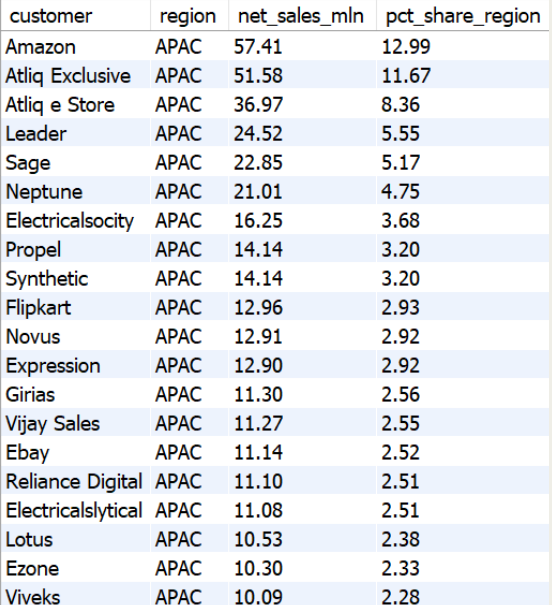 customer region net_sales_mln pct_share_region
Amazon APAC 57.41 12.99
Atliq Exclusive APAC 51.58 11.67
Atliq e Store APAC 36.97 8.36
Leader APAC 24.52 5.55
Sage APAC 22.85 5.17
Neptune APAC 21.01 4.75
Electricalsocity APAC 16.25 3.68
Propel APAC 14.14 3.20
Synthetic APAC 14.14 3.20
Flipkart APAC 12.96 2.93
Novus APAC 12.91 2.92
Expression APAC 12.90 2.92
Girias APAC 11.30 2.56
Vijay Sales APAC 11.27 2.55
Ebay APAC 11.14 2.52
Reliance Digital APAC 11.10 2.51
Electricalslytical APAC 11.08 2.51
Lotus APAC 10.53 2.38
Ezone APAC 10.30 2.33
Viveks APAC 10.09 2.28